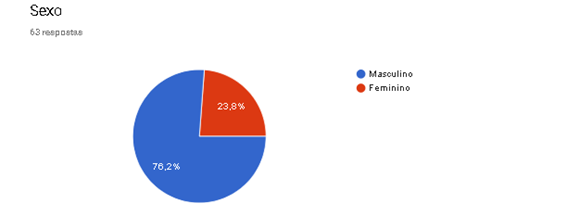 Sexo
63 respostas
Masculino
Feminino
23,8%
76,2%